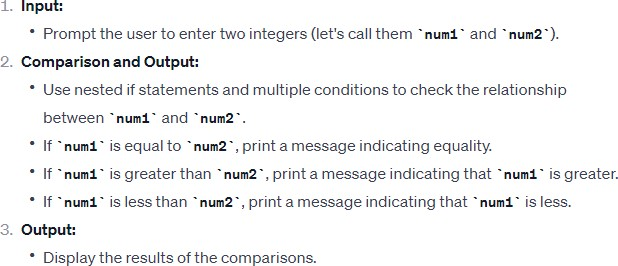 1. Input:
• Prompt the user to enter two integers (let's call them `num1` and `num2`).
2. Comparison and Output:
• Use nested if statements and multiple conditions to check the relationship
between `num1` and `num2`.
• If `num1` is equal to `num2`, print a message indicating equality.
• If `num1` is greater than `num2`, print a message indicating that `num1` is greater.
• If `num1` is less than `num2`, print a message indicating that `num1` is less.
3. Output:
• Display the results of the comparisons.